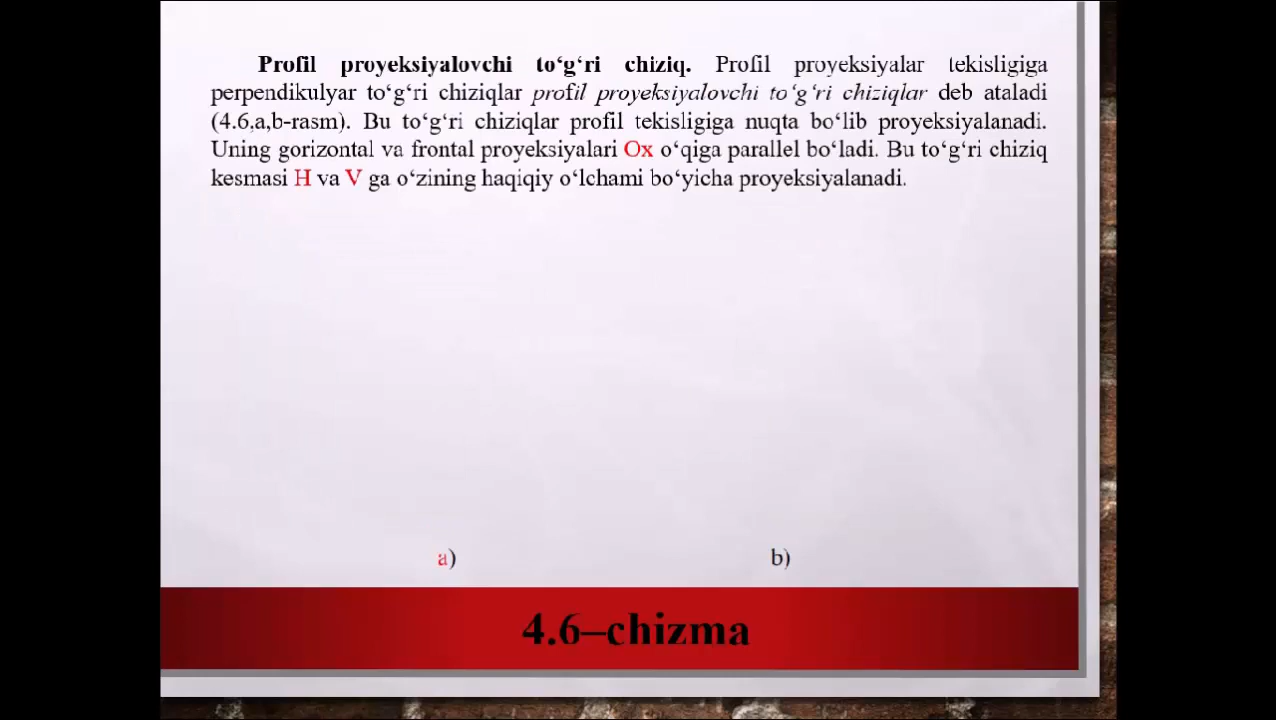 Profil proyeksiyalovchi to‘g‘ri chiziq. Profil proyeksiyalar tekisligiga
perpendikulyar to‘g‘ri chiziqlar profil proyeksiyalovchi to‘g‘ri chiziqlar deb ataladi
(4.6,a,b-rasm). Bu to‘g‘ri chiziqlar profil tekisligiga nuqta bo‘lib proyeksiyalanadi.
Uning gorizontal va frontal proyeksiyalari Ox o‘qiga parallel bo‘ladi. Bu to‘g‘ri chiziq
kesmasi H va V ga o‘zining haqiqiy o‘lchami bo‘yicha proyeksiyalanadi.
a) b)
4.6–chizma